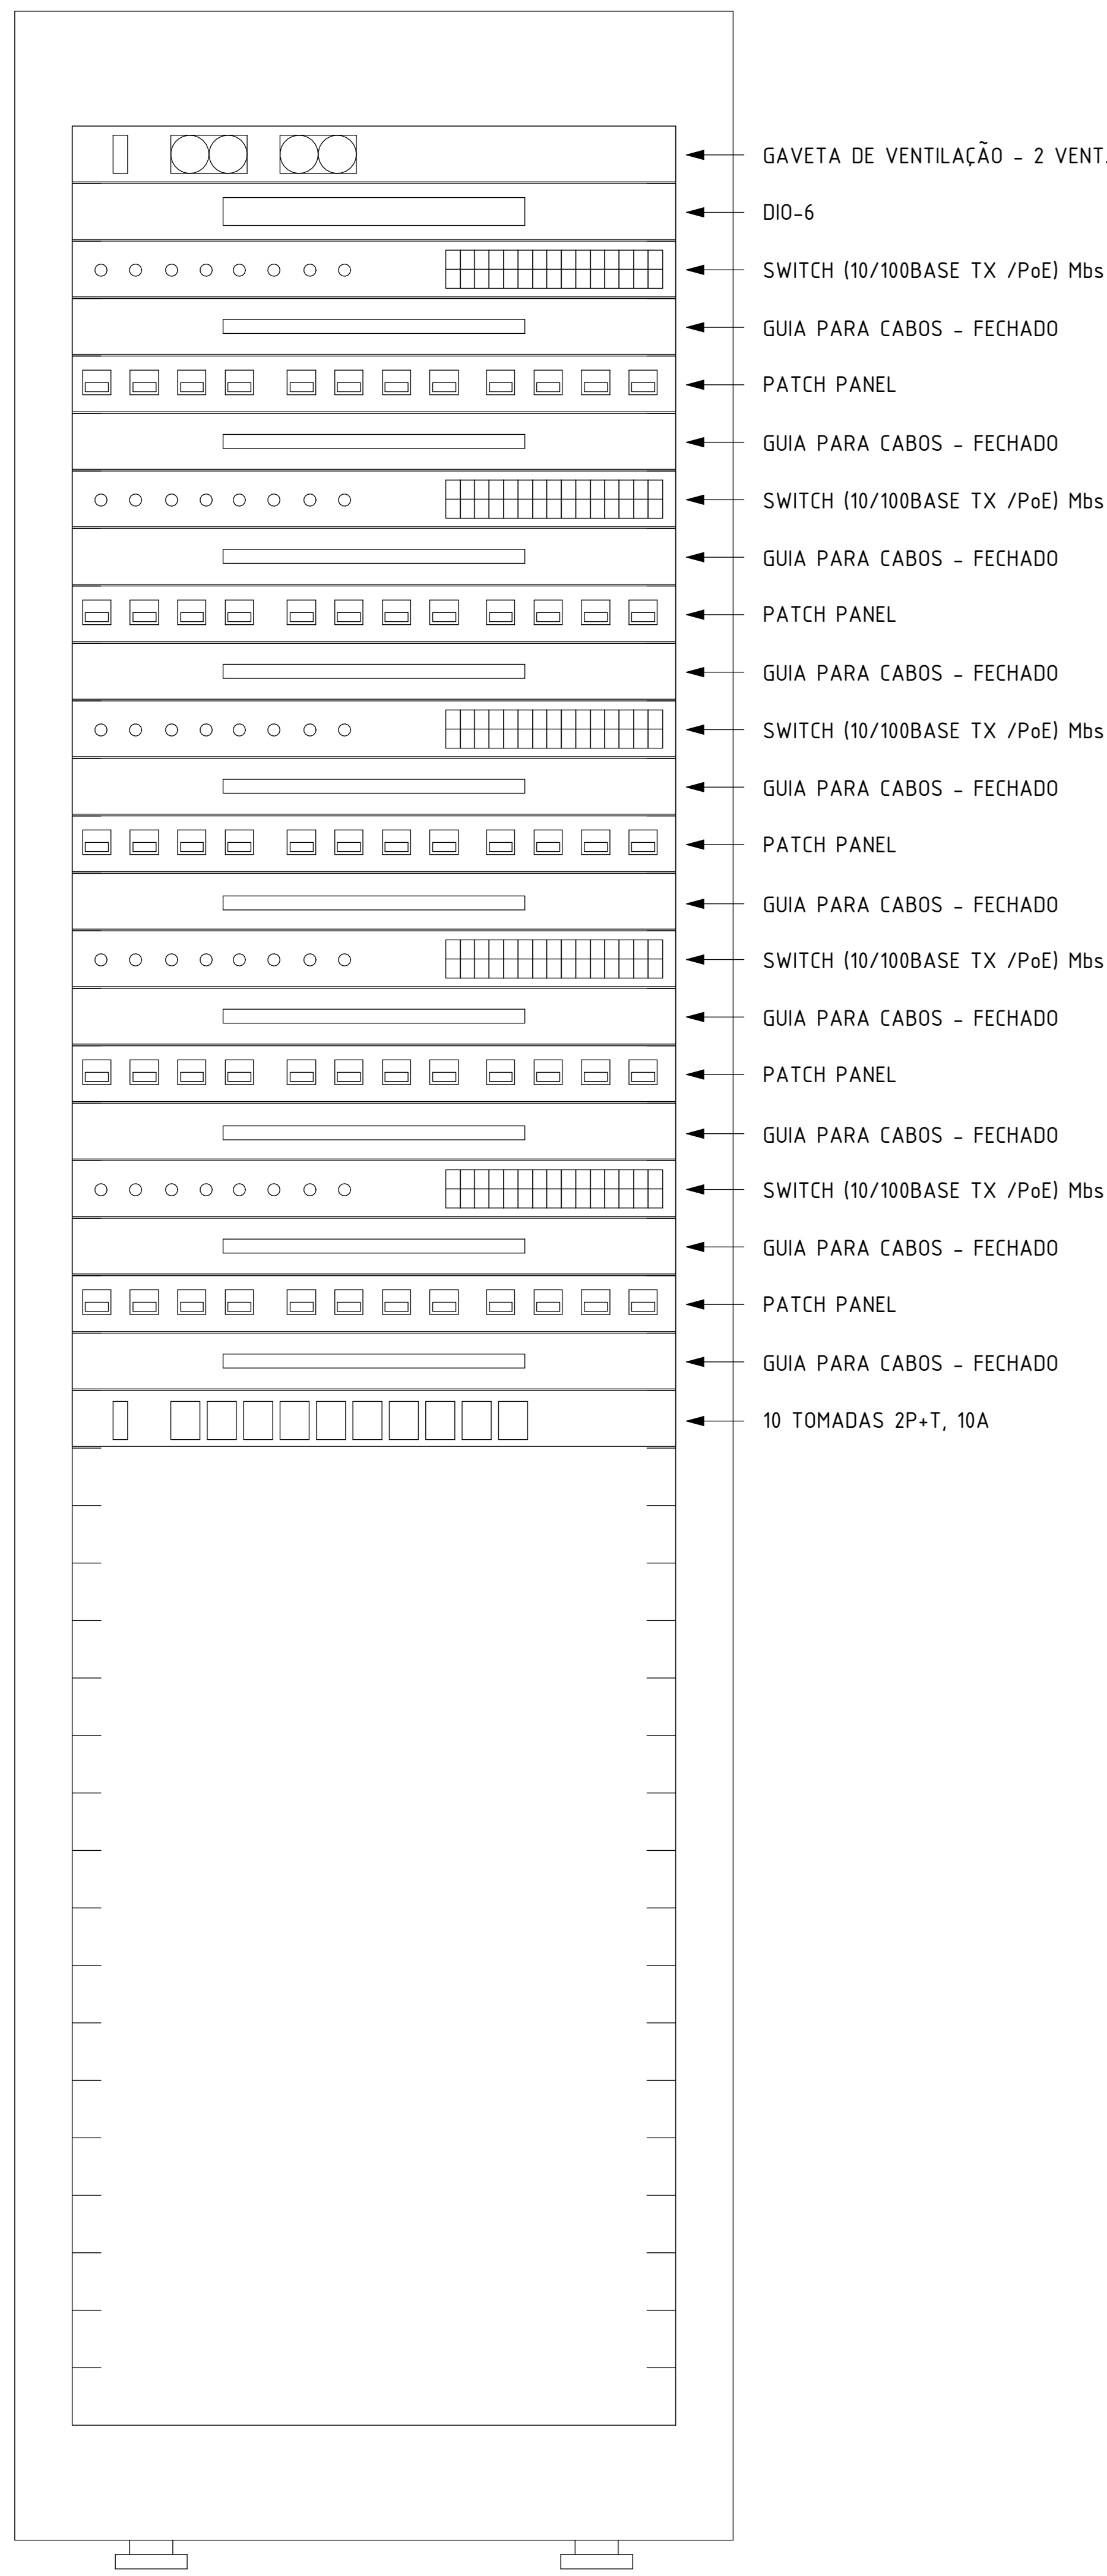 GAVETA DE VENTILAÇÃO - 2 VENT.
DIO-6
SWITCH (10/100BASE TX /PoE) Mbs
GUIA PARA CABOS - FECHADO
PATCH PANEL
GUIA PARA CABOS - FECHADO
SWITCH (10/100BASE TX /PoE) Mbs
GUIA PARA CABOS - FECHADO
PATCH PANEL
GUIA PARA CABOS - FECHADO
SWITCH (10/100BASE TX /PoE) Mbs
GUIA PARA CABOS - FECHADO
PATCH PANEL
GUIA PARA CABOS - FECHADO
SWITCH (10/100BASE TX /PoE) Mbs
GUIA PARA CABOS - FECHADO
PATCH PANEL
GUIA PARA CABOS - FECHADO
SWITCH (10/100BASE TX /PoE) Mbs
GUIA PARA CABOS - FECHADO
PATCH PANEL
GUIA PARA CABOS - FECHADO
10 TOMADAS 2P+T, 10A